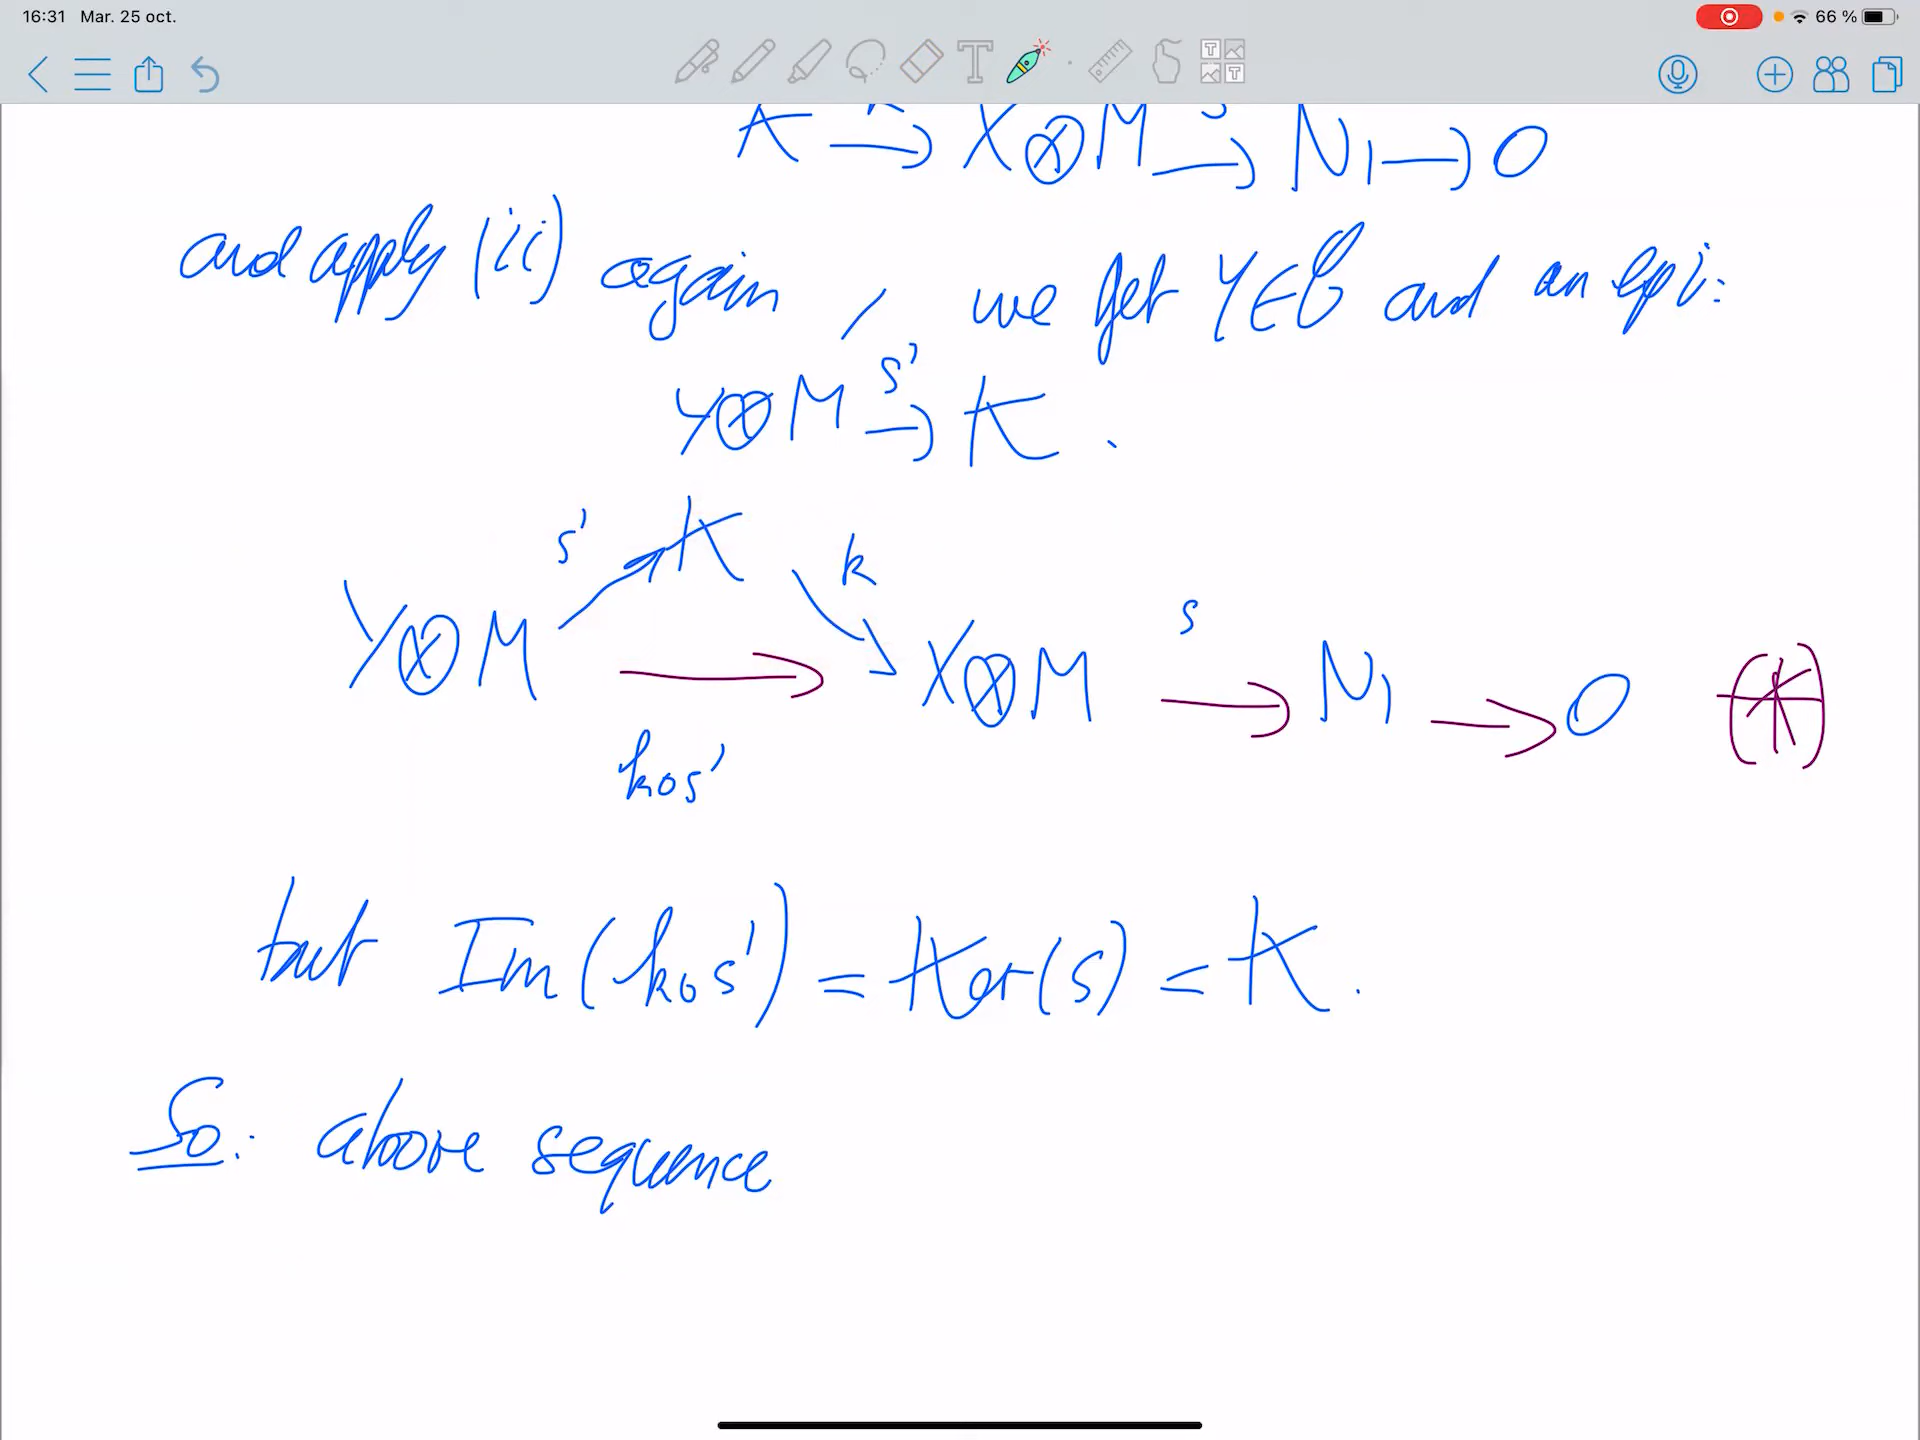 16:31 Mar. 25 oct. 66 %
K →^k X⊗M →^s N₁ → 0
and apply (ii) again, we get Y∈𝒞 and an epi:
Y⊗M →^s' K.
s' K k
Y⊗M → X⊗M →^s N₁ → 0 (*)
k∘s'
but Im(k∘s') = Ker(s) = K.
So: above sequence